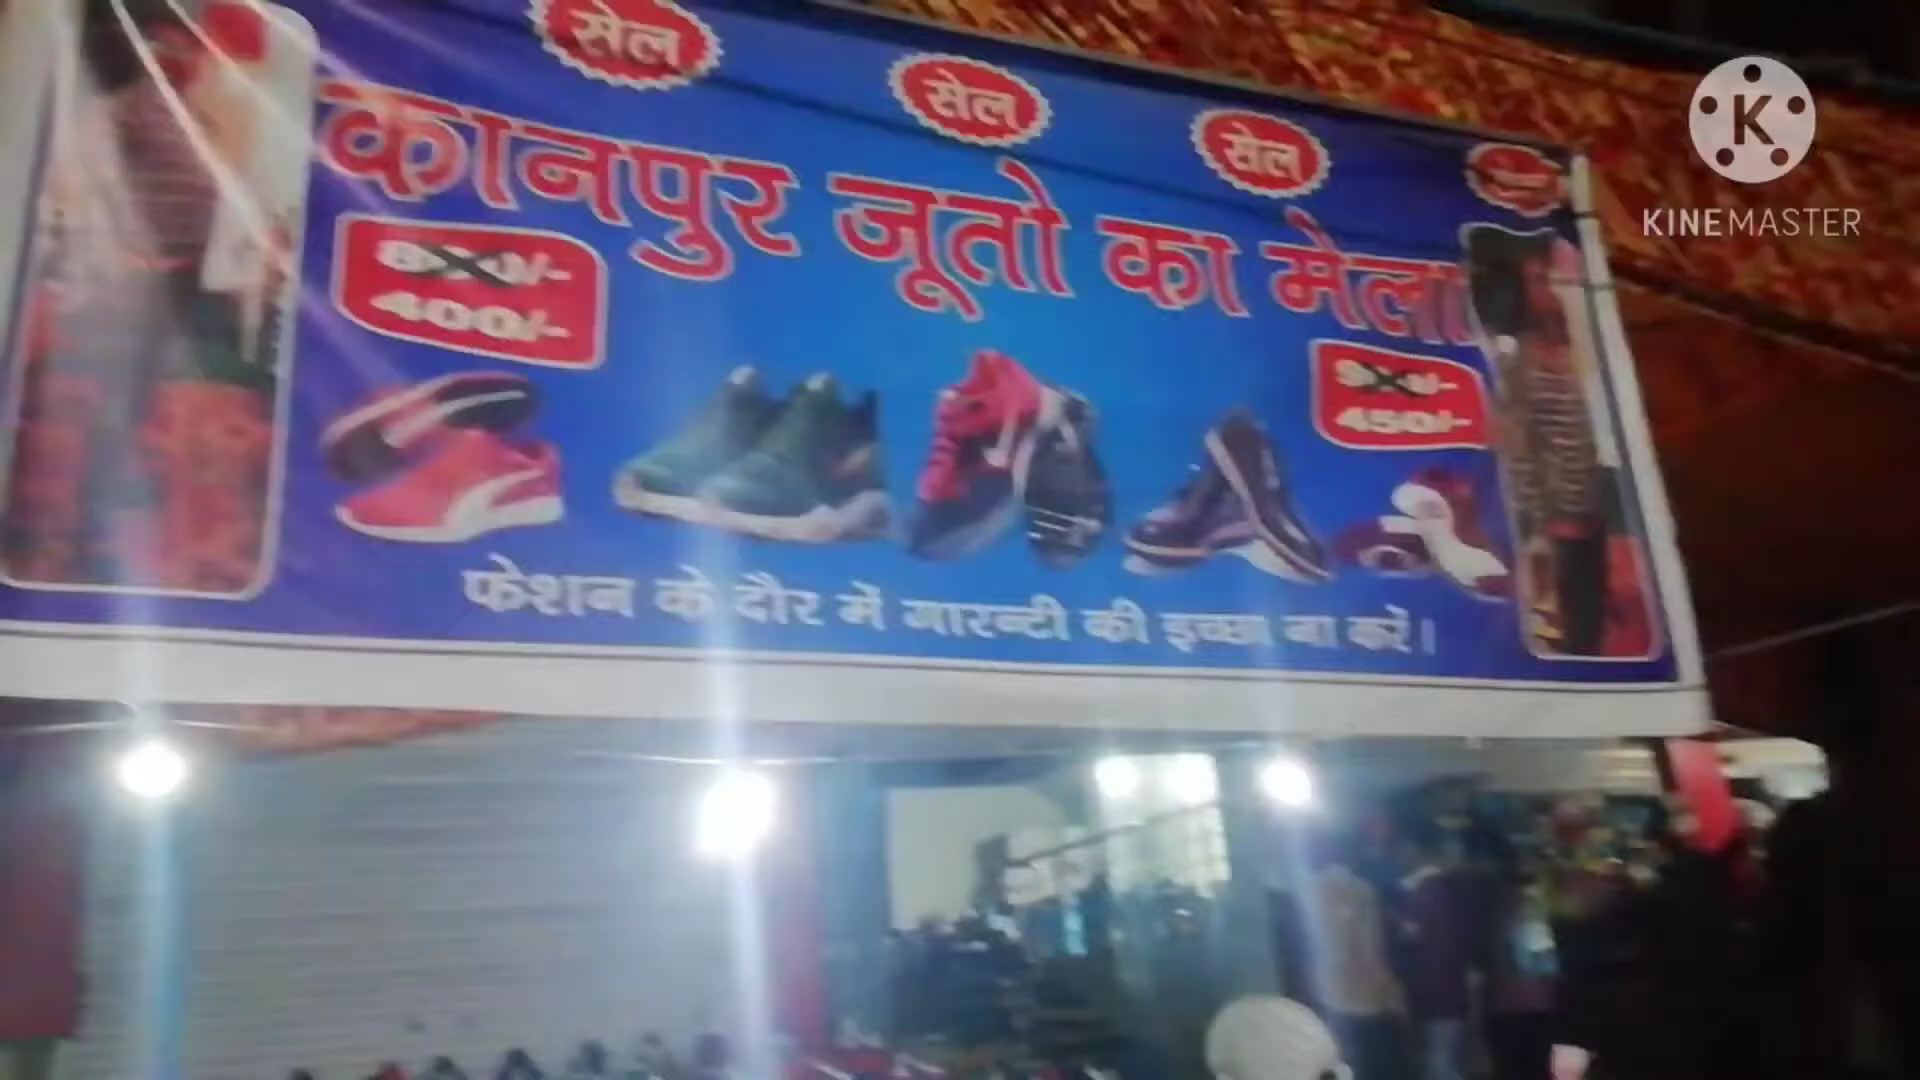 सेल सेल सेल
कानपुर जूतो का मेला
400/-
450/-
फेशन के दौर में गारन्टी की इच्छा ना करें।
KINEMASTER